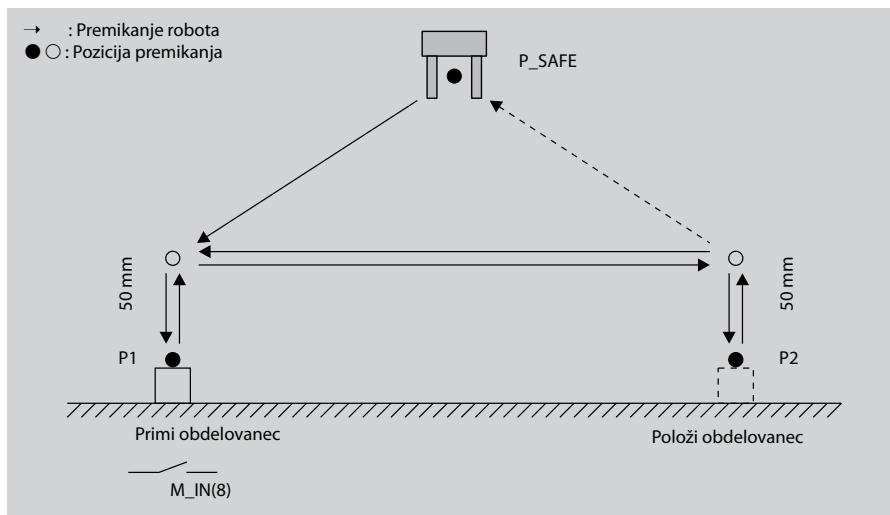 → : Premikanje robota
● ○ : Pozicija premikanja
P_SAFE
50 mm
50 mm
P1
P2
Primi obdelovanec
Položi obdelovanec
M_IN(8)